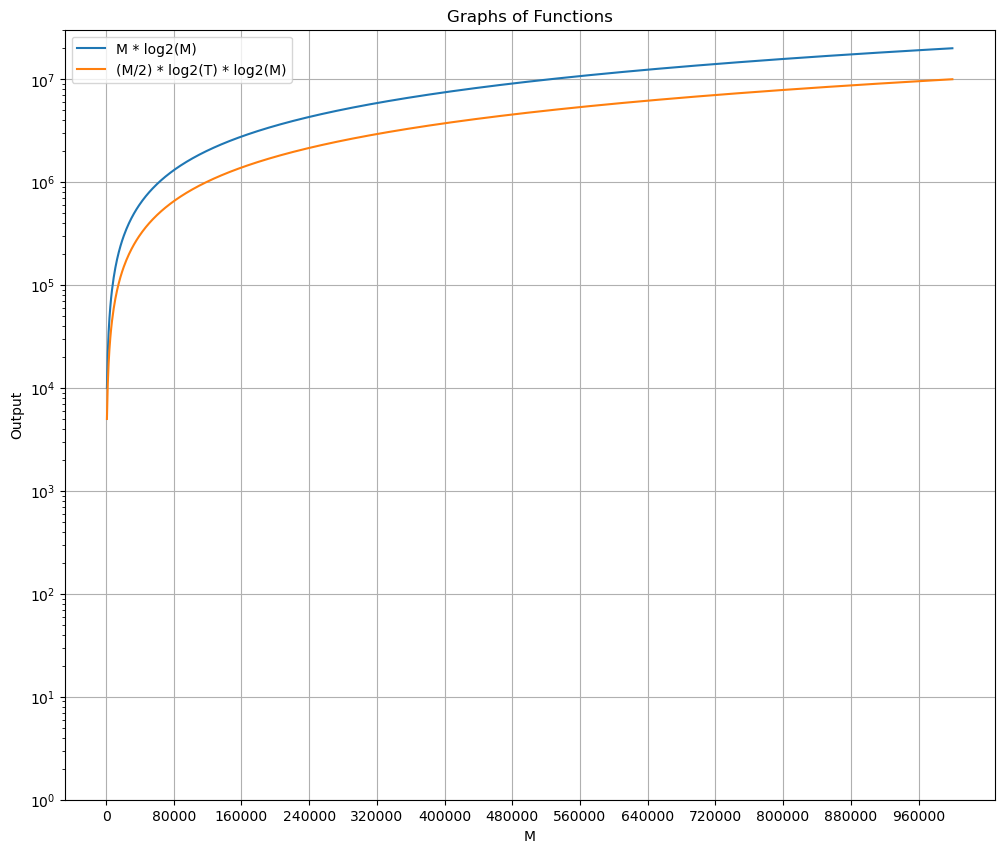 Graphs of Functions
M * log2(M)
(M/2) * log2(T) * log2(M)
10^7
10^6
10^5
10^4
10^3
10^2
10^1
10^0
Output
0 80000 160000 240000 320000 400000 480000 560000 640000 720000 800000 880000 960000
M